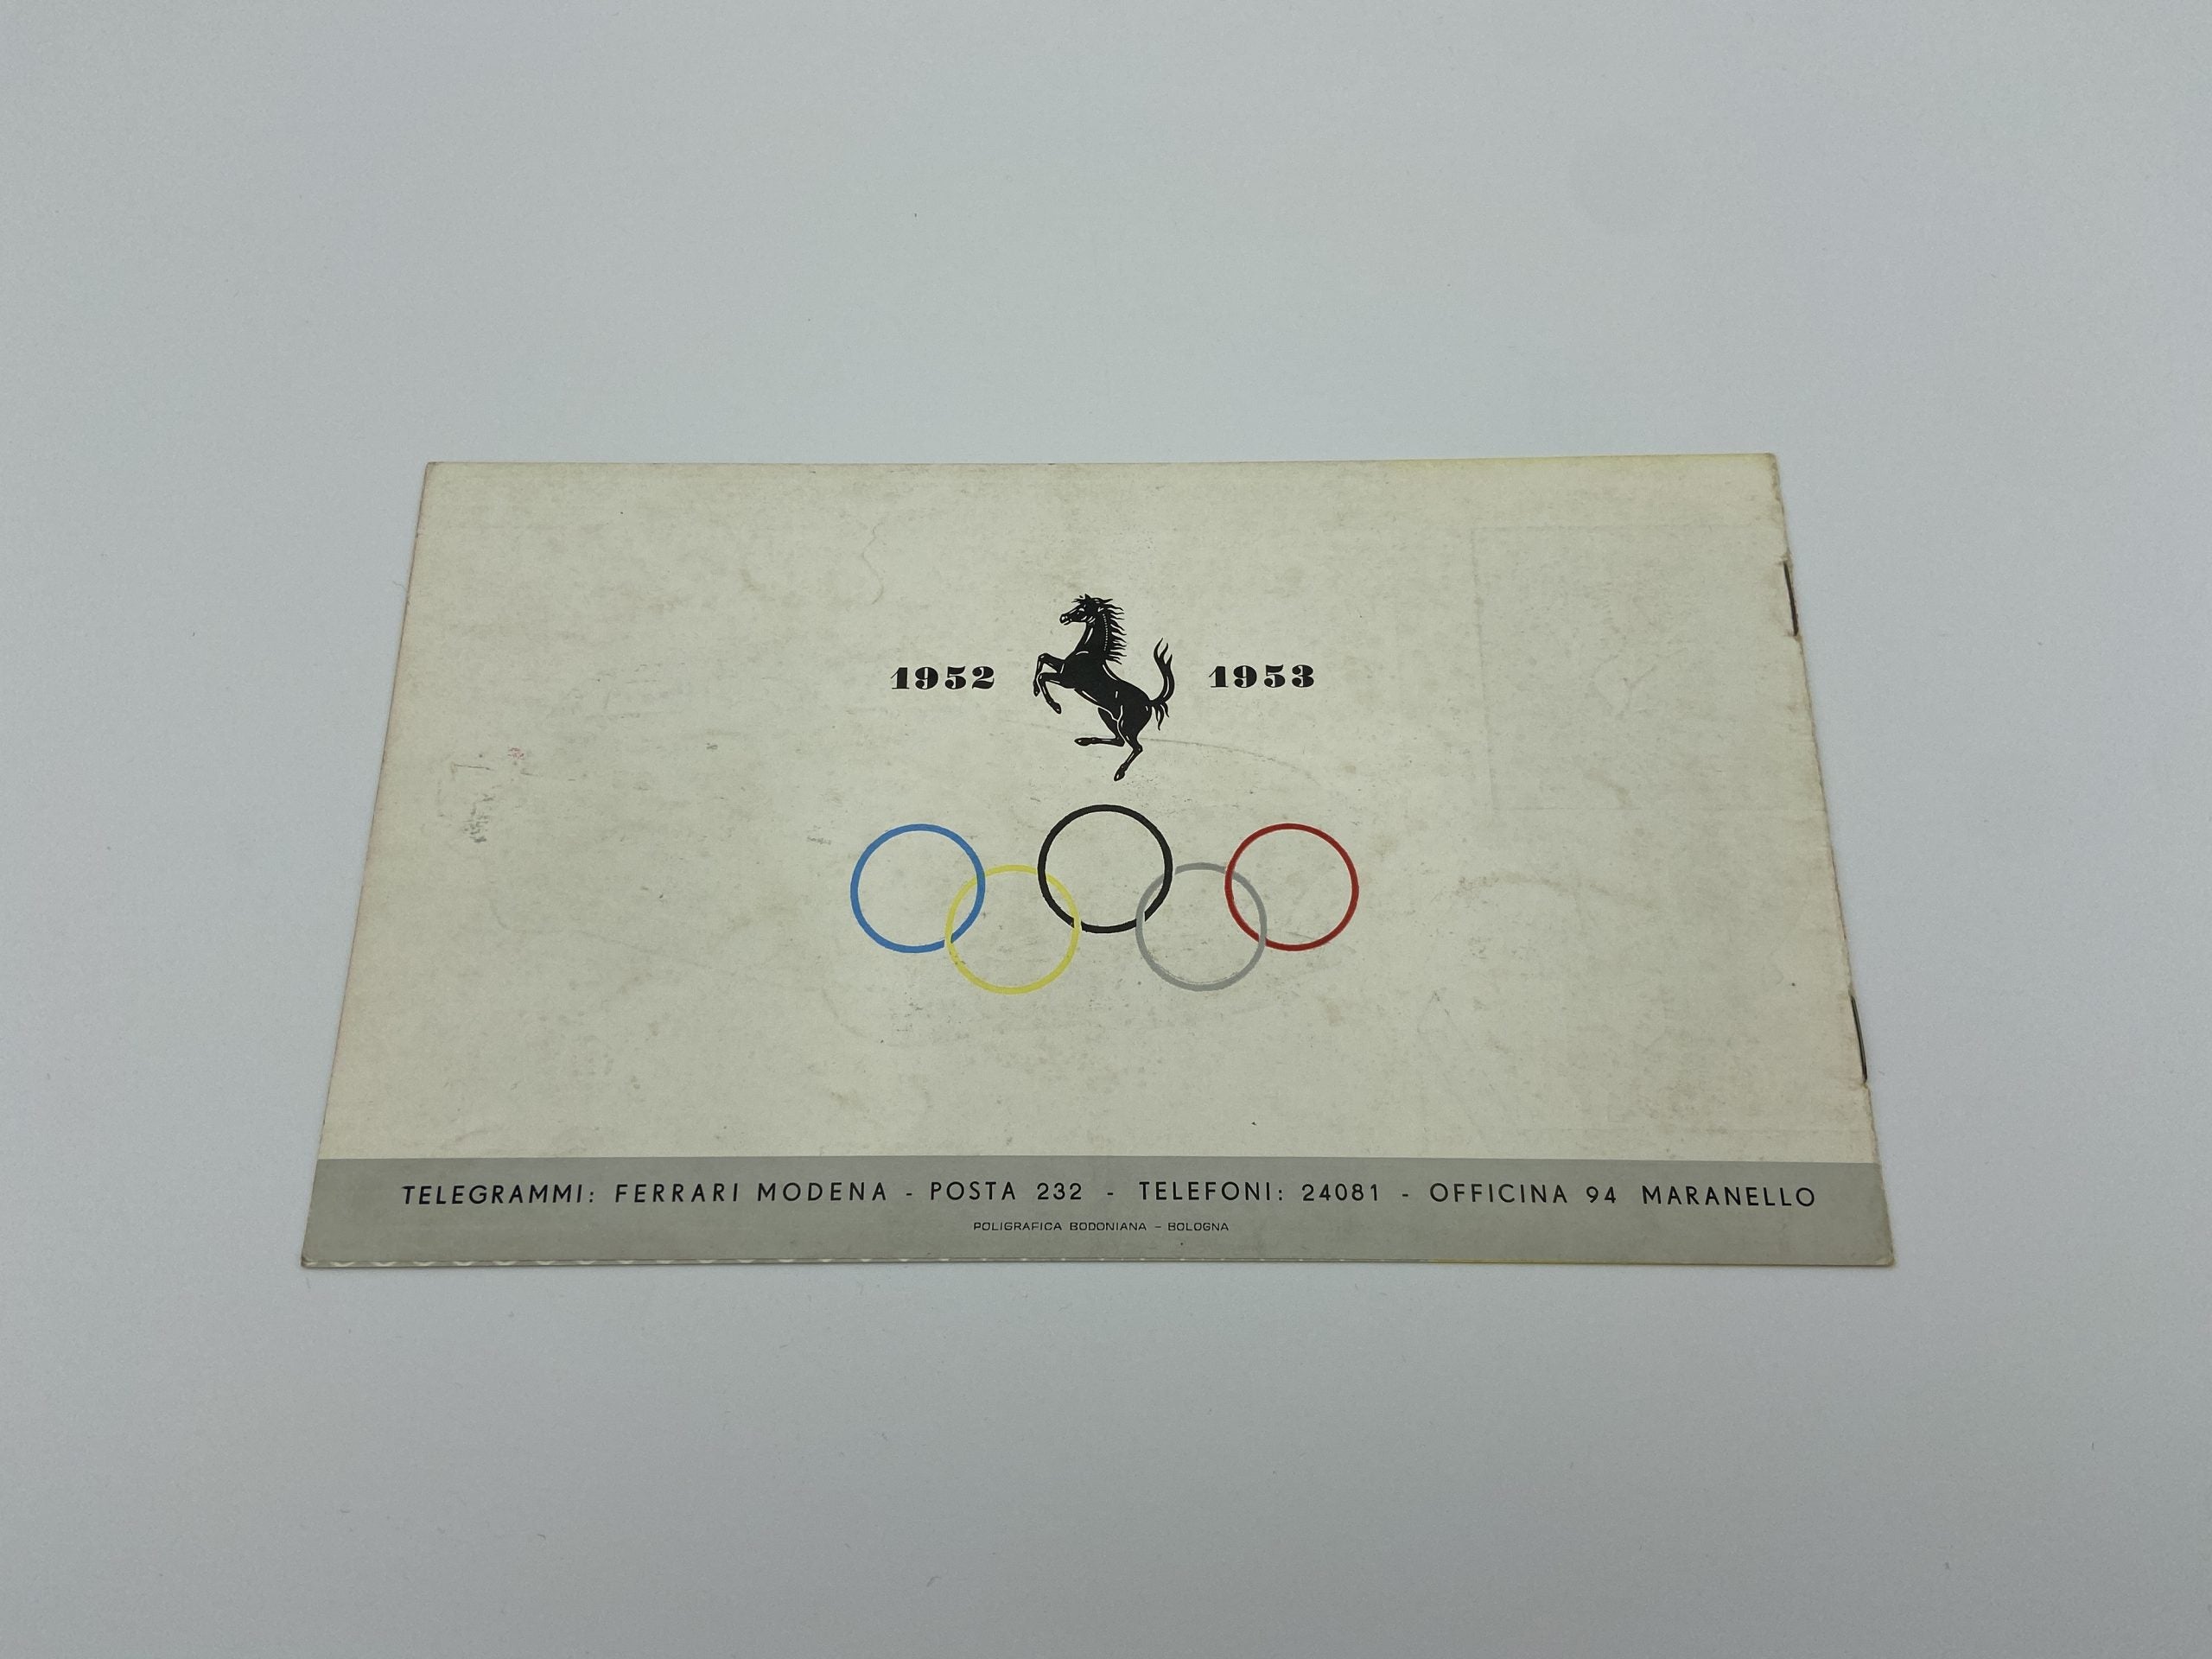 1952 1953
TELEGRAMMI: FERRARI MODENA - POSTA 232 - TELEFONI: 24081 - OFFICINA 94 MARANELLO
POLIGRAFICA BODONIANA - BOLOGNA